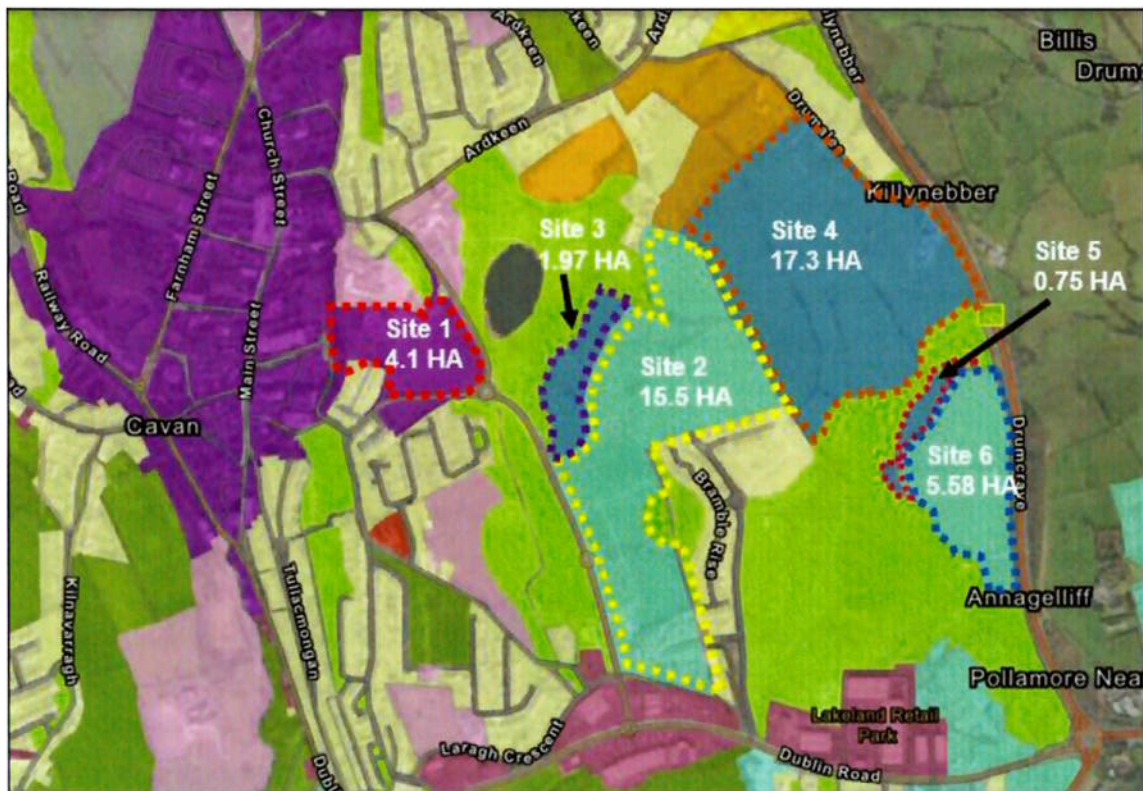 Ardkeen
Ardkeen
Billis
Church Street
Drumalee
Ardkeen
Farnham Street
Killynebber
Site 3
1.97 HA
Site 4
17.3 HA
Site 5
0.75 HA
Railway Road
Main Street
Site 1
4.1 HA
Site 2
15.5 HA
Cavan
Site 6
5.58 HA
Bramble Rise
Tullacmongan
Kilnavarragh
Annagelliff
Pollamore Nea
Lakeland Retail
Park
Laragh Crescent
Dublin Road